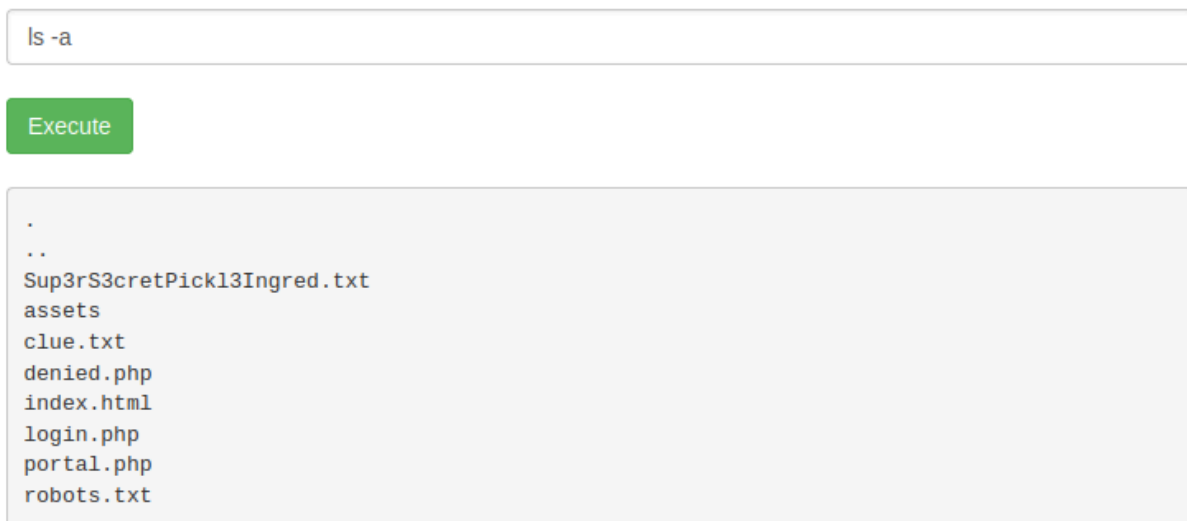 ls -a
Execute
.
..
Sup3rS3cretPickl3Ingred.txt
assets
clue.txt
denied.php
index.html
login.php
portal.php
robots.txt